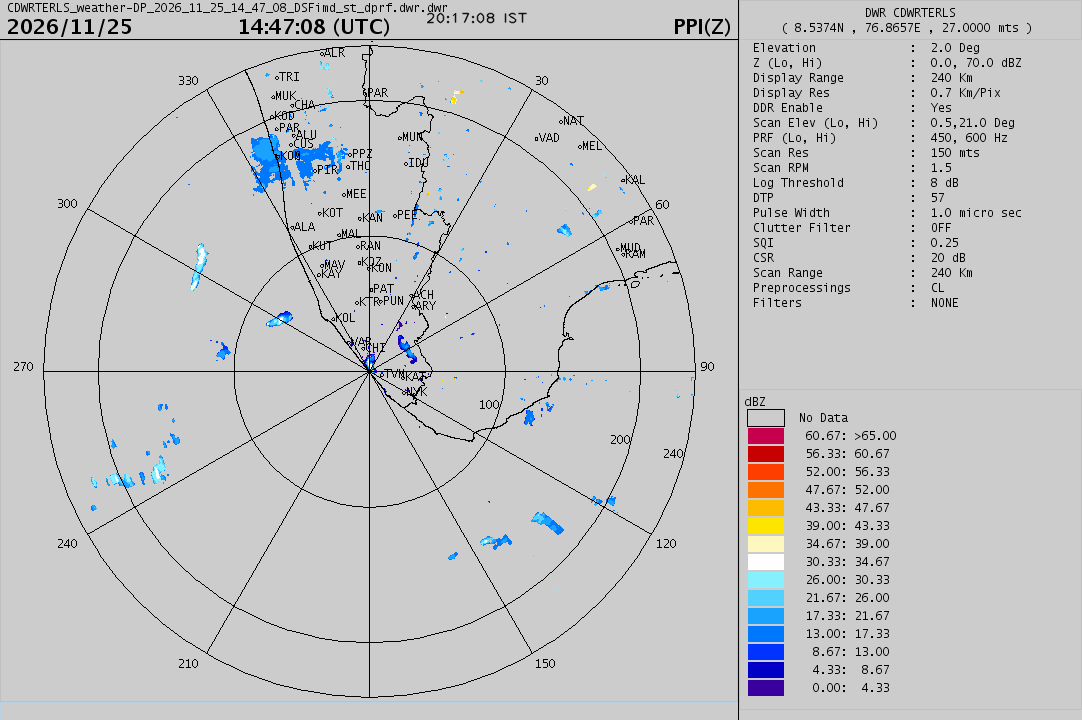 CDWRTERLS_weather-DP_2026_11_25_14_47_08_DSFimd_st_dprf.dwr.dwr
2026/11/25 14:47:08 (UTC) 20:17:08 IST PPI(Z)
DWR CDWRTERLS
( 8.5374N , 76.8657E , 27.0000 mts )
Elevation : 2.0 Deg
Z (Lo, Hi) : 0.0, 70.0 dBZ
Display Range : 240 Km
Display Res : 0.7 Km/Pix
DDR Enable : Yes
Scan Elev (Lo, Hi) : 0.5,21.0 Deg
PRF (Lo, Hi) : 450, 600 Hz
Scan Res : 150 mts
Scan RPM : 1.5
Log Threshold : 8 dB
DTP : 57
Pulse Width : 1.0 micro sec
Clutter Filter : OFF
SQI : 0.25
CSR : 20 dB
Scan Range : 240 Km
Preprocessings : CL
Filters : NONE
dBZ
No Data
60.67: >65.00
56.33: 60.67
52.00: 56.33
47.67: 52.00
43.33: 47.67
39.00: 43.33
34.67: 39.00
30.33: 34.67
26.00: 30.33
21.67: 26.00
17.33: 21.67
13.00: 17.33
8.67: 13.00
4.33: 8.67
0.00: 4.33
ALR
330 TRI 30
MUK PAR
CHA
KOD NAT
PAR
ALU MUN VAD
CUS MEL
KOM PPZ
THO IDU
PIR KAL
MEE
300 60
KOT KAN PEE PAR
ALA MAL
KUT RAN MUD
RAM
MAV KOZ
KAY KON
PAT ACH
KTR PUN ARY
KOL
VAR
CHI
270 TVM KAT 90
NYK
100
200
240
240 120
210 150